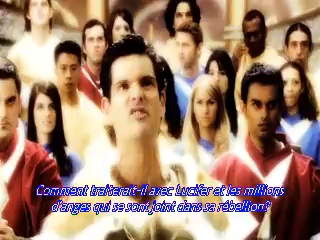 Comment traiterait-il avec Lucifer et les millions
d'anges qui se sont joint dans sa rébellion?